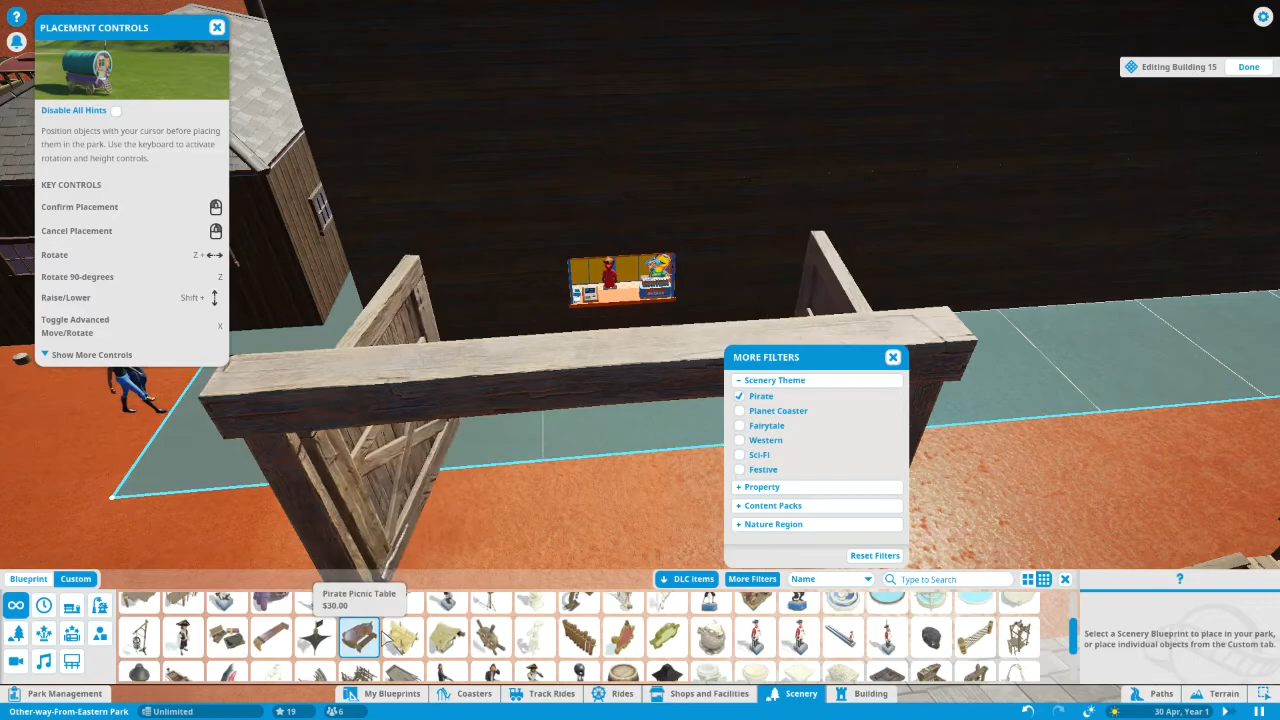 PLACEMENT CONTROLS
Disable All Hints
Position objects with your cursor before placing
them in the park. Use the keyboard to activate
rotation and height controls.
KEY CONTROLS
Confirm Placement
Cancel Placement
Rotate Z +
Rotate 90-degrees Z
Raise/Lower Shift +
Toggle Advanced
Move/Rotate X
Show More Controls
Editing Building 15 Done
MORE FILTERS
− Scenery Theme
Pirate
Planet Coaster
Fairytale
Western
Sci-Fi
Festive
+ Property
+ Content Packs
+ Nature Region
Reset Filters
Blueprint Custom
DLC Items More Filters Name Type to Search
?
Pirate Picnic Table
$30.00
Select a Scenery Blueprint to place in your park,
or place individual objects from the Custom tab.
Park Management My Blueprints Coasters Track Rides Rides Shops and Facilities Scenery Building Paths Terrain
Other-way-From-Eastern Park Unlimited 19 6 30 Apr, Year 1